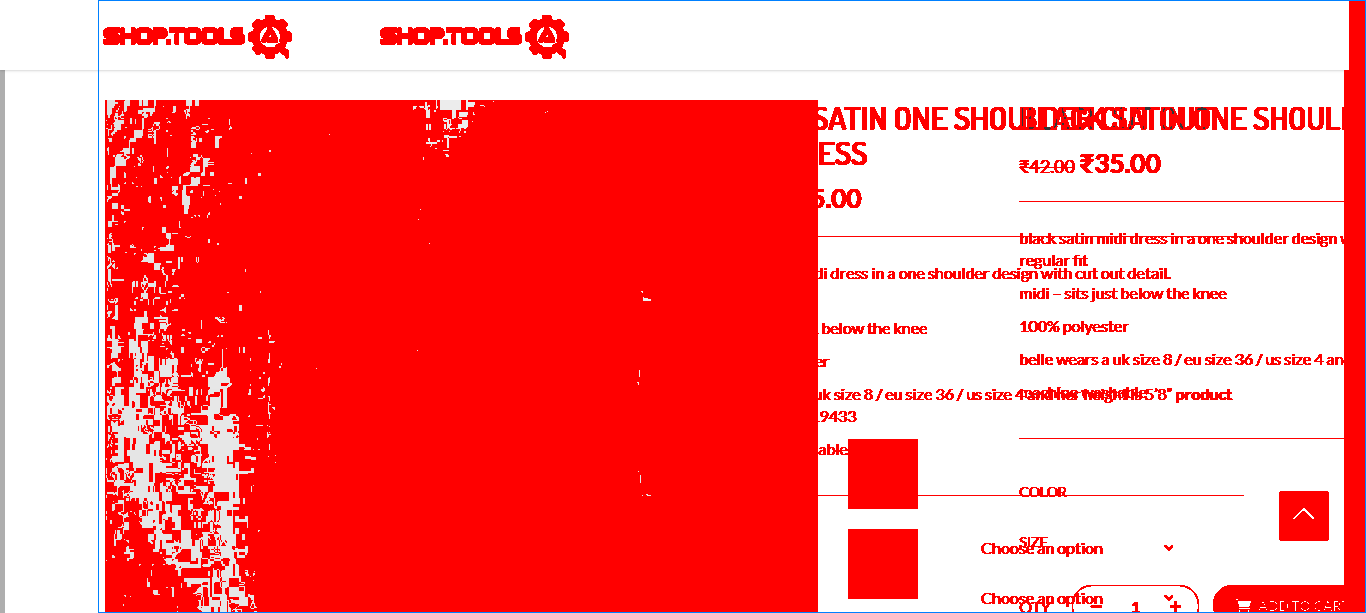 SHOP.TOOLS SHOP.TOOLS
SATIN ONE SHOULDER CUT OUT
BLACK SATIN ONE SHOUL
ESS
₹42.00 ₹35.00
5.00
black satin midi dress in a one shoulder design
regular fit
di dress in a one shoulder design with cut out detail.
midi – sits just below the knee
below the knee
100% polyester
er
belle wears a uk size 8 / eu size 36 / us size 4 an
uk size 8 / eu size 36 / us size 4 and her height is 5'8" product
machine washable
9433
able
COLOR
SIZE
Choose an option
Choose an option
QTY − 1 + ADD TO CAR